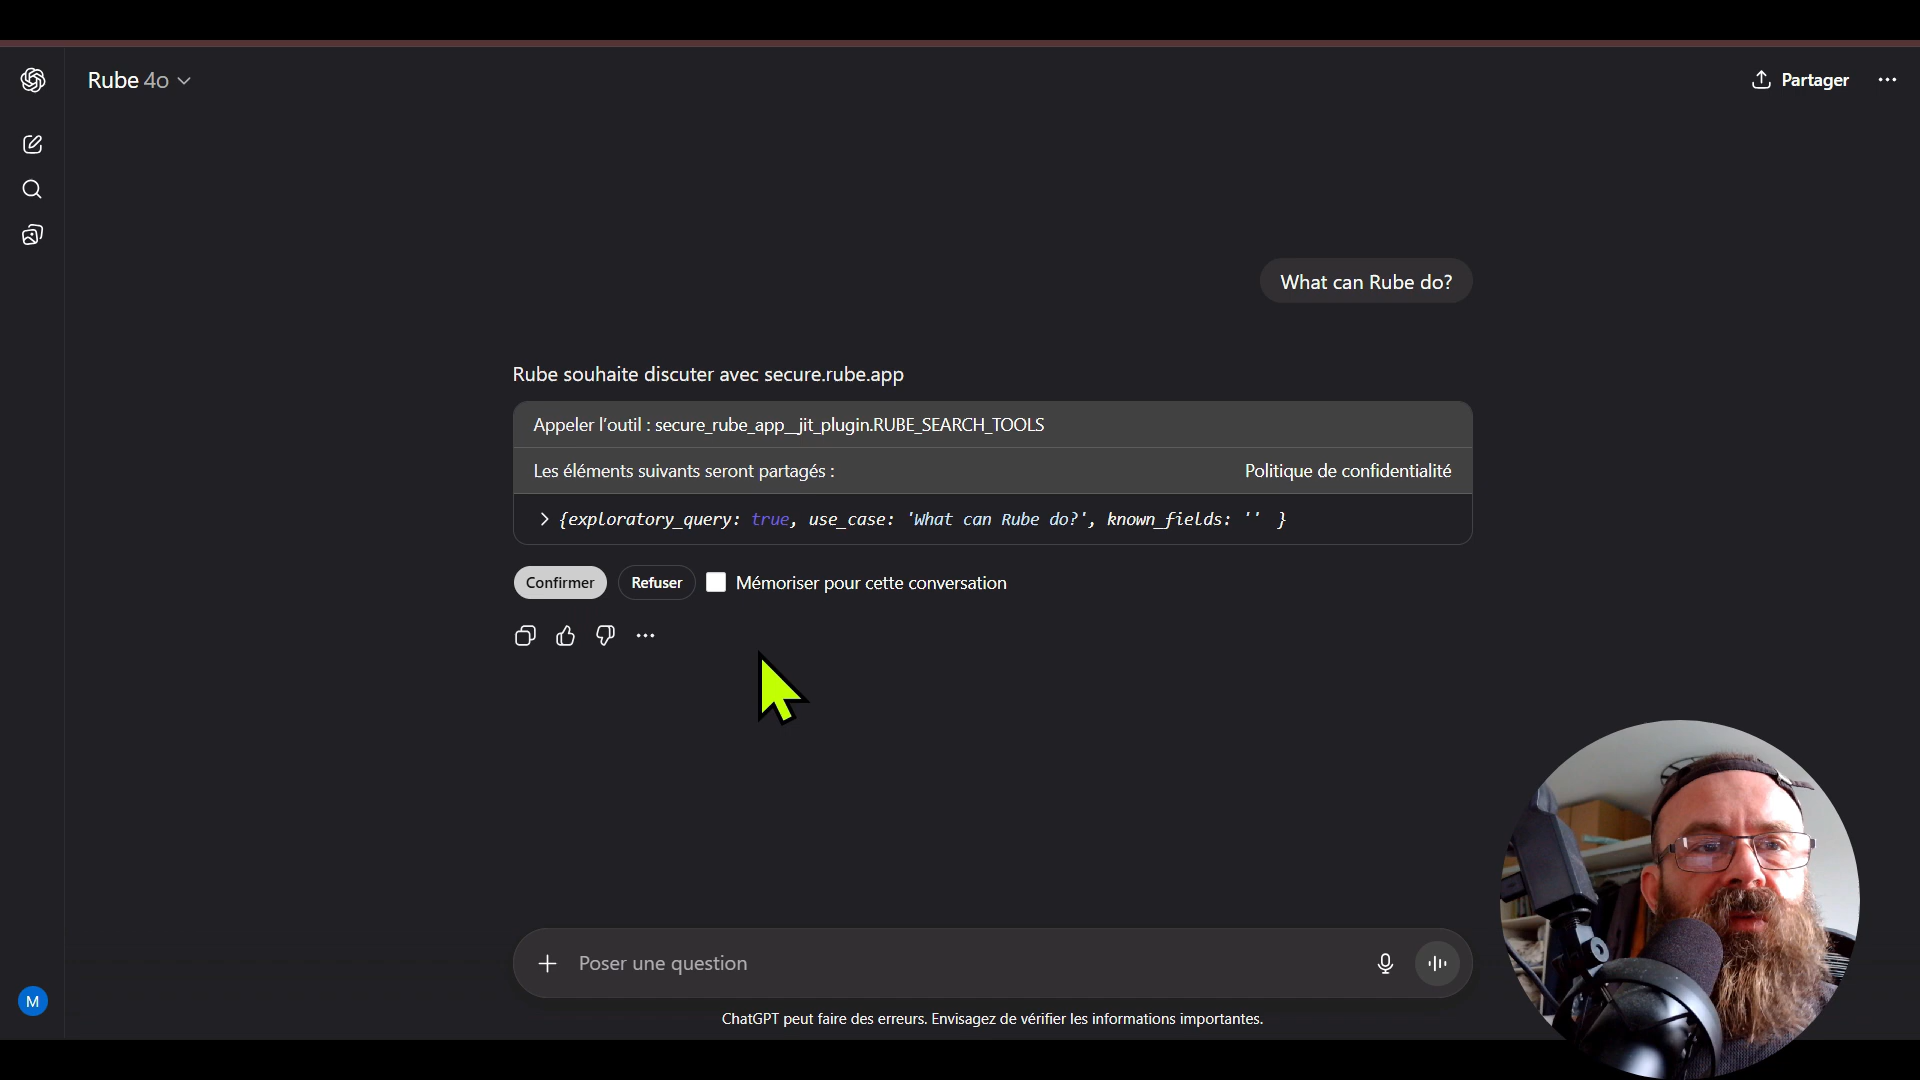 Rube 4o
Partager
What can Rube do?
Rube souhaite discuter avec secure.rube.app
Appeler l'outil : secure_rube_app__jit_plugin.RUBE_SEARCH_TOOLS
Les éléments suivants seront partagés :
Politique de confidentialité
{exploratory_query: true, use_case: 'What can Rube do?', known_fields: '' }
Confirmer
Refuser
Mémoriser pour cette conversation
Poser une question
M
ChatGPT peut faire des erreurs. Envisagez de vérifier les informations importantes.